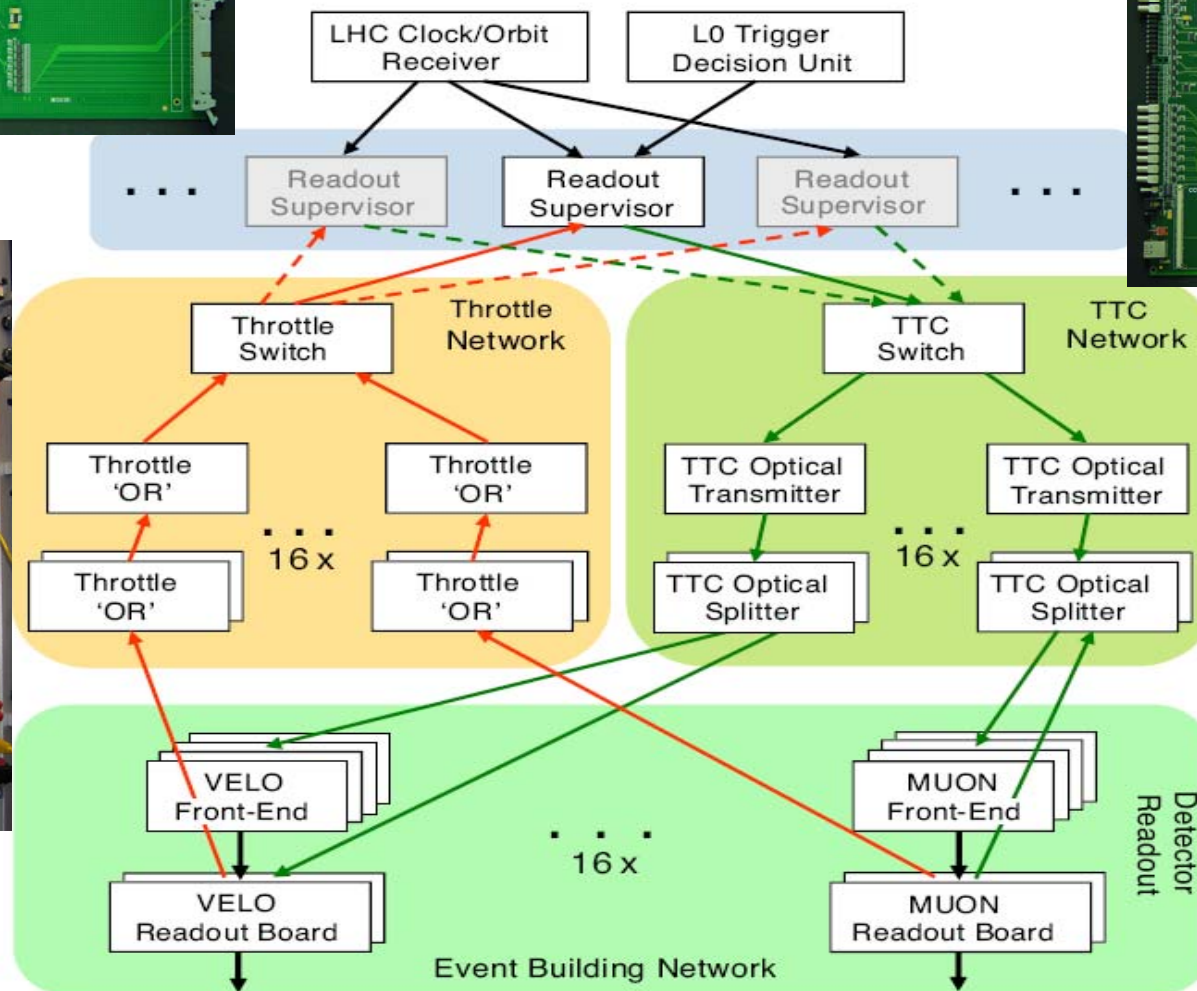 LHC Clock/Orbit
Receiver
L0 Trigger
Decision Unit
. . .
Readout
Supervisor
Readout
Supervisor
Readout
Supervisor
. . .
Throttle
Switch
Throttle
Network
TTC
Switch
TTC
Network
Throttle
'OR'
Throttle
'OR'
TTC Optical
Transmitter
TTC Optical
Transmitter
. . .
16 x
. . .
16 x
Throttle
'OR'
Throttle
'OR'
TTC Optical
Splitter
TTC Optical
Splitter
VELO
Front-End
MUON
Front-End
. . .
16 x
Detector
Readout
VELO
Readout Board
MUON
Readout Board
Event Building Network